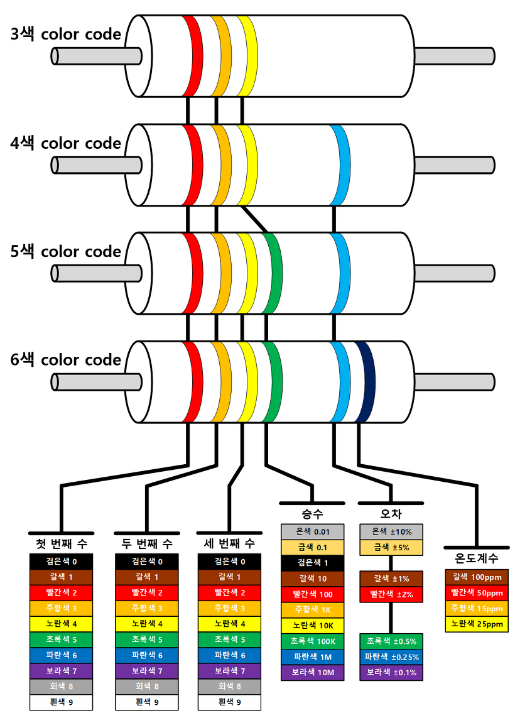 3색 color code
4색 color code
5색 color code
6색 color code
첫 번째 수
검은색 0
갈색 1
빨간색 2
주황색 3
노란색 4
초록색 5
파란색 6
보라색 7
회색 8
흰색 9
두 번째 수
검은색 0
갈색 1
빨간색 2
주황색 3
노란색 4
초록색 5
파란색 6
보라색 7
회색 8
흰색 9
세 번째 수
검은색 0
갈색 1
빨간색 2
주황색 3
노란색 4
초록색 5
파란색 6
보라색 7
회색 8
흰색 9
승수
은색 0.01
금색 0.1
검은색 1
갈색 10
빨간색 100
주황색 1K
노란색 10K
초록색 100K
파란색 1M
보라색 10M
오차
은색 ±10%
금색 ±5%
갈색 ±1%
빨간색 ±2%
초록색 ±0.5%
파란색 ±0.25%
보라색 ±0.1%
온도계수
갈색 100ppm
빨간색 50ppm
주황색 15ppm
노란색 25ppm